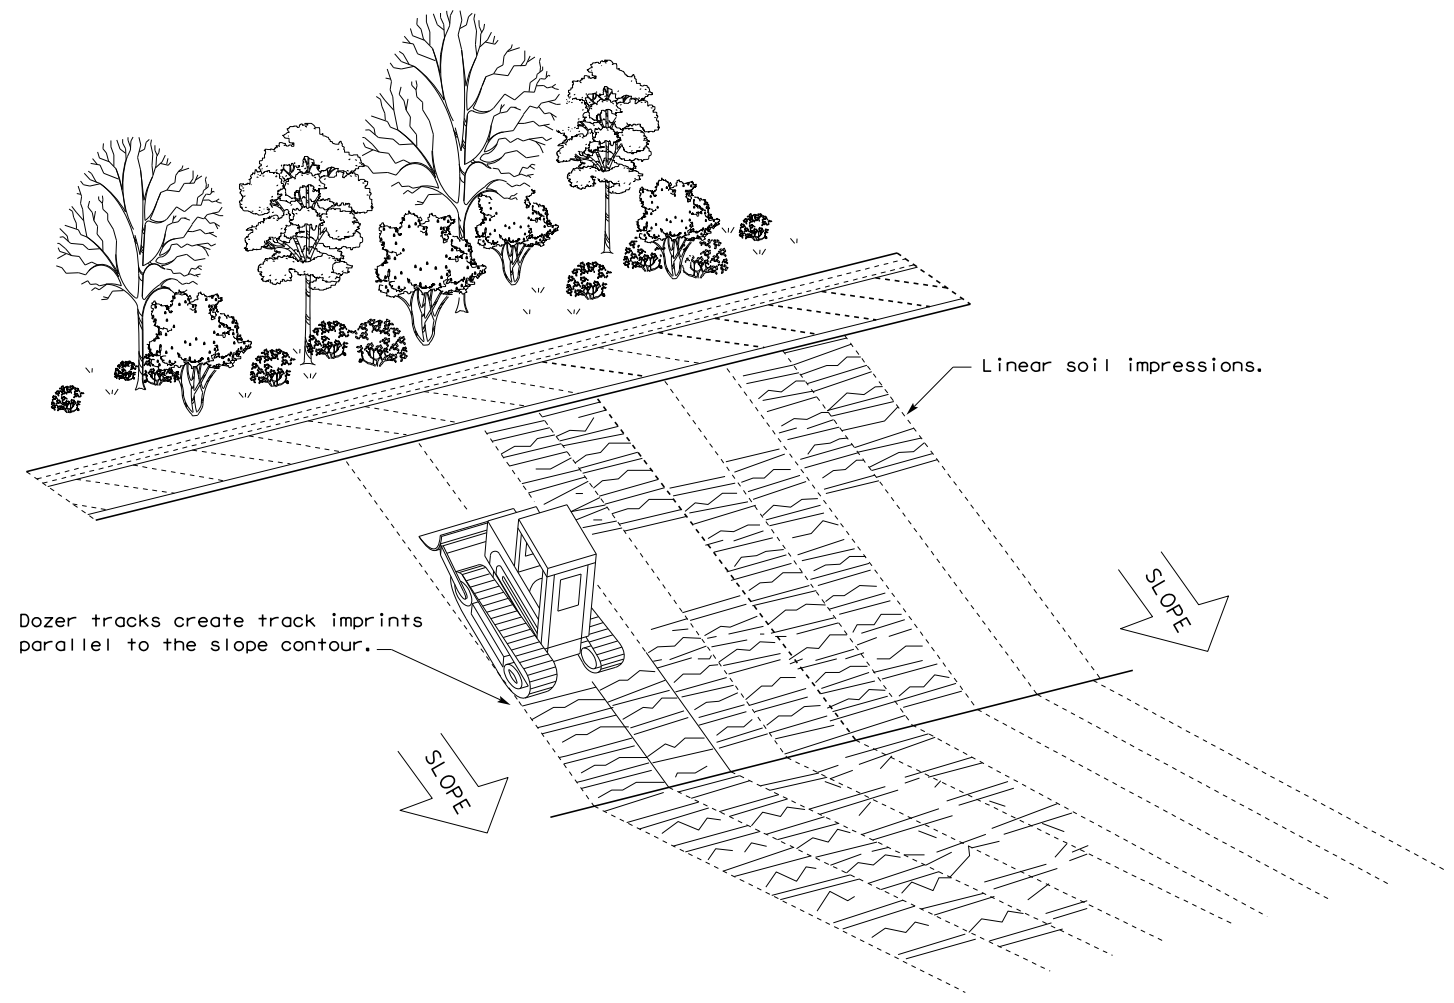 Linear soil impressions.
SLOPE
Dozer tracks create track imprints
parallel to the slope contour.
SLOPE